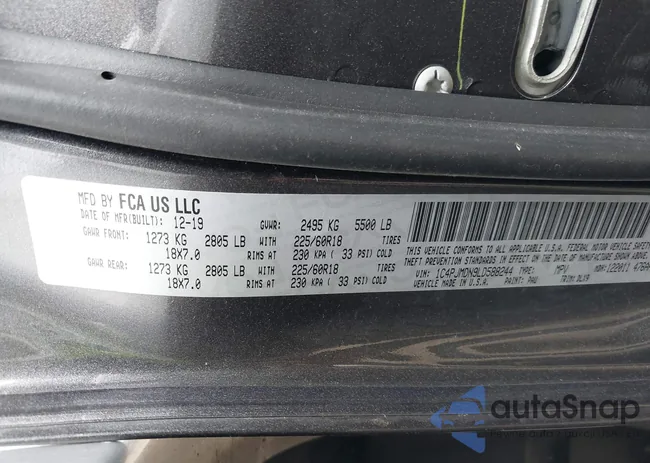 MFD BY FCA US LLC
DATE OF MFR(BUILT): 12-19 GVWR: 2495 KG 5500 LB
GAWR FRONT: 1273 KG 2805 LB WITH 225/60R18 TIRES
18X7.0 RIMS AT 230 KPA ( 33 PSI) COLD
GAWR REAR: 1273 KG 2805 LB WITH 225/60R18 TIRES
18X7.0 RIMS AT 230 KPA ( 33 PSI) COLD
THIS VEHICLE CONFORMS TO ALL APPLICABLE U.S.A. FEDERAL MOTOR VEHICLE SAFETY
THEFT PREVENTION STANDARDS IN EFFECT ON THE DATE OF MANUFACTURE SHOWN ABOVE.
VIN: 1C4PJMDN9LD588244 TYPE: MPV MDH: 122011
VEHICLE MADE IN U.S.A. PAINT: PAU TRIM: DLX9
autaSnap